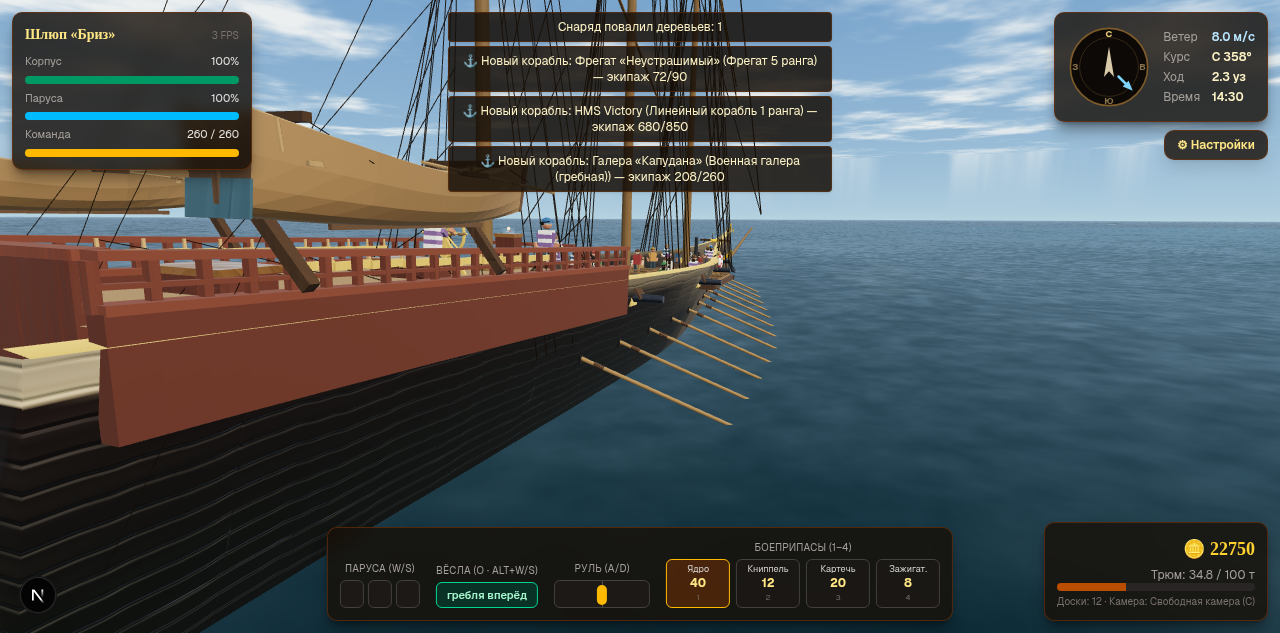 Шлюп «Бриз»
3 FPS
Корпус
100%
Паруса
100%
Команда
260 / 260
Снаряд повалил деревьев: 1
⚓ Новый корабль: Фрегат «Неустрашимый» (Фрегат 5 ранга)
— экипаж 72/90
⚓ Новый корабль: HMS Victory (Линейный корабль 1 ранга) —
экипаж 680/850
⚓ Новый корабль: Галера «Капудана» (Военная галера
(гребная)) — экипаж 208/260
С
З
В
Ю
Ветер
8.0 м/с
Курс
С 358°
Ход
2.3 уз
Время
14:30
⚙ Настройки
ПАРУСА (W/S)
ВЁСЛА (O · ALT+W/S)
гребля вперёд
РУЛЬ (A/D)
БОЕПРИПАСЫ (1–4)
Ядро
40
1
Книппель
12
2
Картечь
20
3
Зажигат.
8
4
22750
Трюм: 34.8 / 100 т
Доски: 12 · Камера: Свободная камера (C)
N